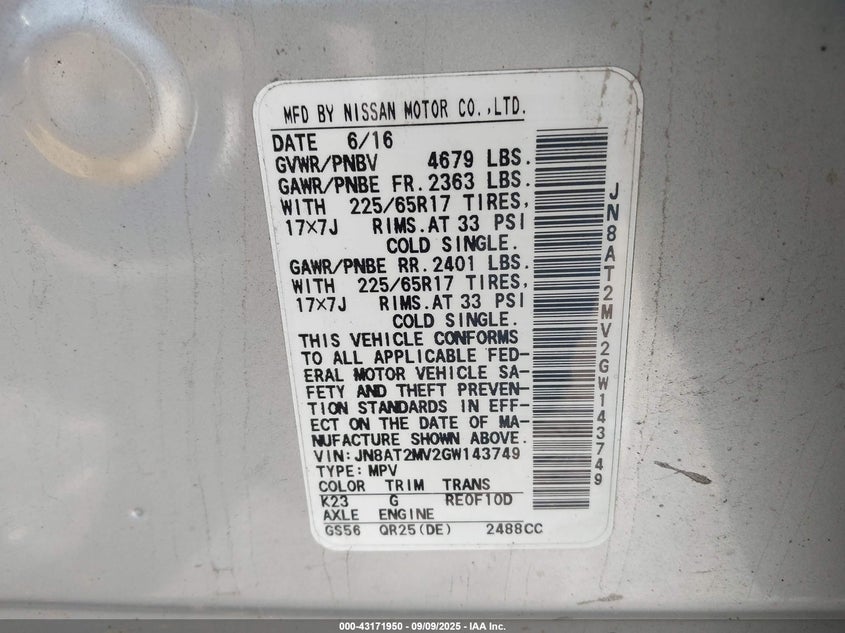 MFD BY NISSAN MOTOR CO.,LTD.
DATE 6/16
GVWR/PNBV 4679 LBS.
GAWR/PNBE FR. 2363 LBS.
WITH 225/65R17 TIRES,
17×7J RIMS. AT 33 PSI
COLD SINGLE.
GAWR/PNBE RR. 2401 LBS.
WITH 225/65R17 TIRES,
17×7J RIMS. AT 33 PSI
COLD SINGLE.
THIS VEHICLE CONFORMS
TO ALL APPLICABLE FED-
ERAL MOTOR VEHICLE SA-
FETY AND THEFT PREVEN-
TION STANDARDS IN EFF-
ECT ON THE DATE OF MA-
NUFACTURE SHOWN ABOVE.
VIN: JN8AT2MV2GW143749
TYPE: MPV
COLOR TRIM TRANS
K23 G RE0F10D
AXLE ENGINE
GS56 QR25(DE) 2488CC
JN8AT2MV2GW143749
000-43171950 | 09/09/2025 | IAA Inc.